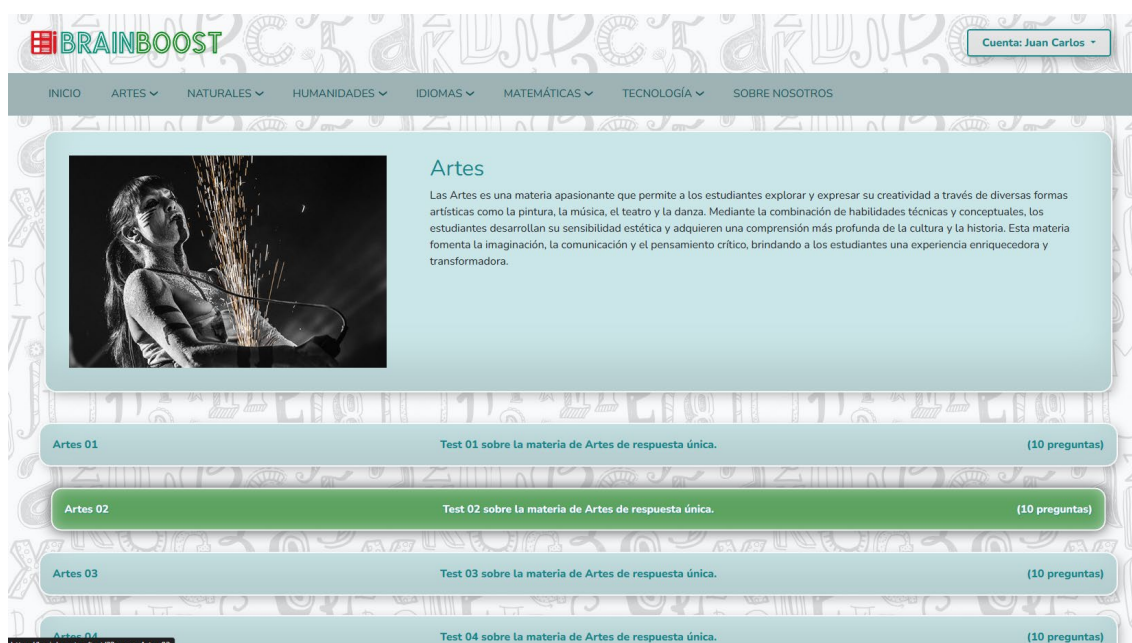 BRAINBOOST
Cuenta: Juan Carlos
INICIO ARTES NATURALES HUMANIDADES IDIOMAS MATEMÁTICAS TECNOLOGÍA SOBRE NOSOTROS
Artes
Las Artes es una materia apasionante que permite a los estudiantes explorar y expresar su creatividad a través de diversas formas
artísticas como la pintura, la música, el teatro y la danza. Mediante la combinación de habilidades técnicas y conceptuales, los
estudiantes desarrollan su sensibilidad estética y adquieren una comprensión más profunda de la cultura y la historia. Esta materia
fomenta la imaginación, la comunicación y el pensamiento crítico, brindando a los estudiantes una experiencia enriquecedora y
transformadora.
Artes 01 Test 01 sobre la materia de Artes de respuesta única. (10 preguntas)
Artes 02 Test 02 sobre la materia de Artes de respuesta única. (10 preguntas)
Artes 03 Test 03 sobre la materia de Artes de respuesta única. (10 preguntas)
Artes 04 Test 04 sobre la materia de Artes de respuesta única. (10 preguntas)